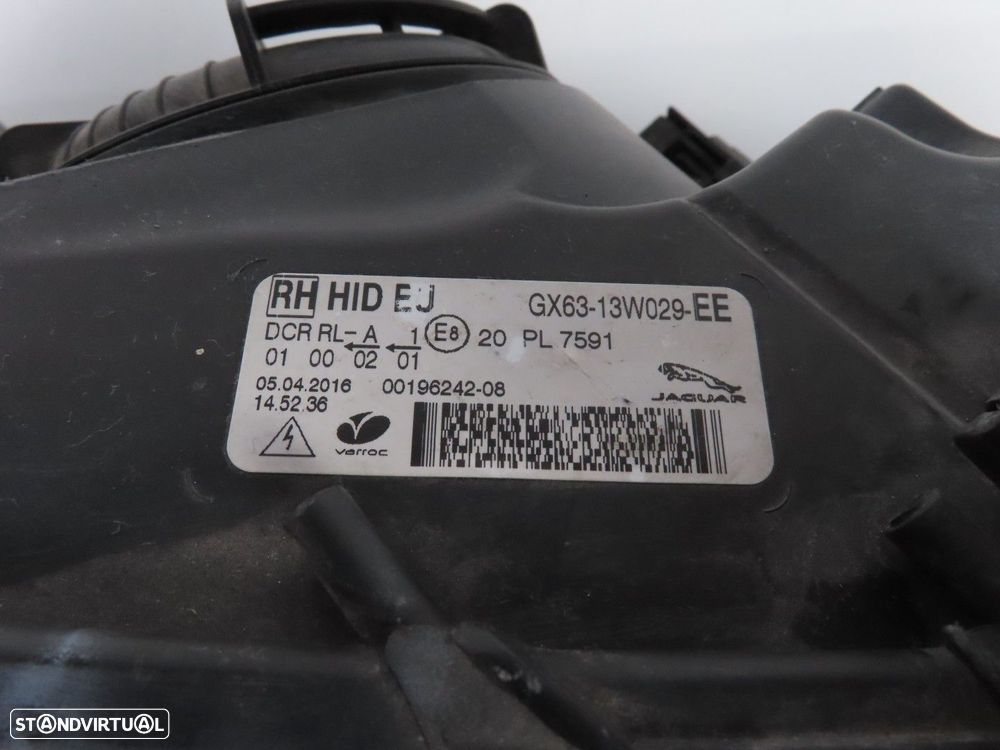 RH HID EJ GX63-13W029-EE
DCR RL-A 1 E8 20 PL 7591
01 00 02 01
05.04.2016 00196242-08
14.52.36
JAGUAR
varroc
STANDVIRTUAL